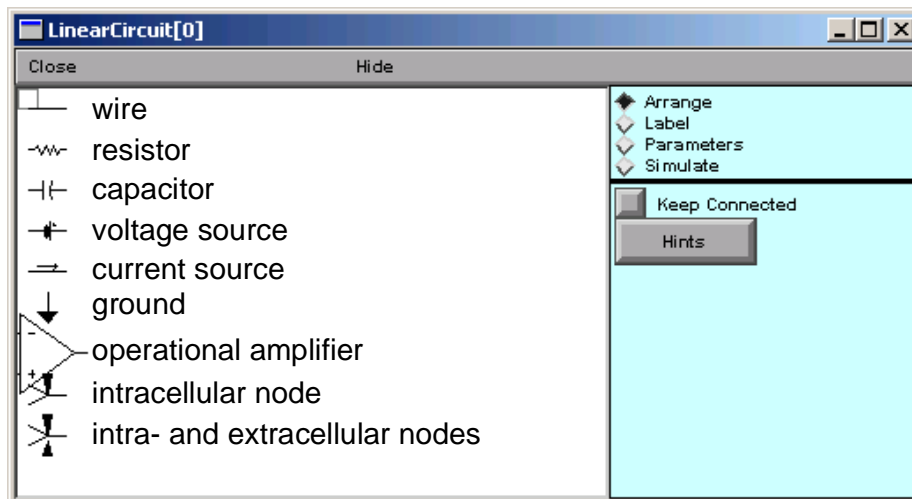 LinearCircuit[0]
Close Hide
wire
resistor
capacitor
voltage source
current source
ground
operational amplifier
intracellular node
intra- and extracellular nodes
Arrange
Label
Parameters
Simulate
Keep Connected
Hints